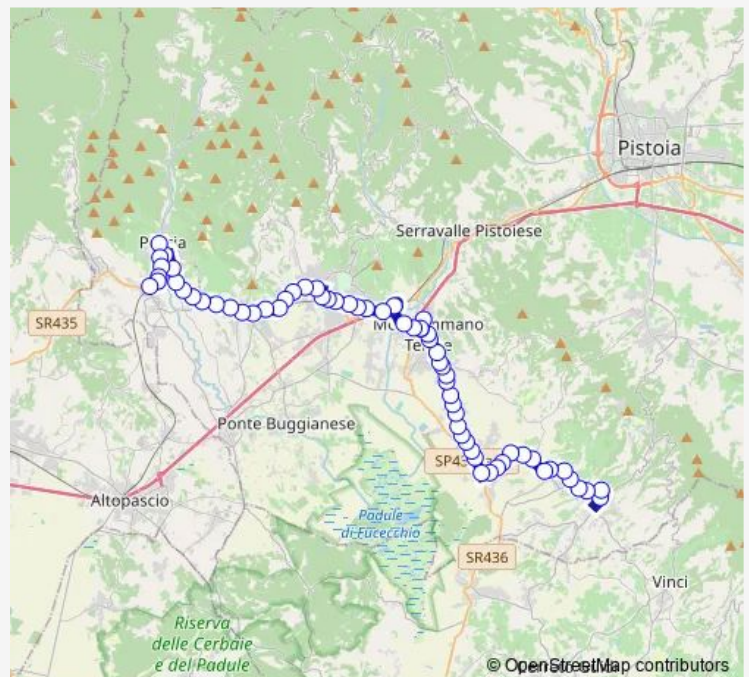 Pistoia
Serravalle Pistoiese
SR435
Ponte Buggianese
Altopascio
Padule
di Fucecchio
SR436
Vinci
Riserva
delle Cerbaie
e del Padule
© OpenStreetMap contributors